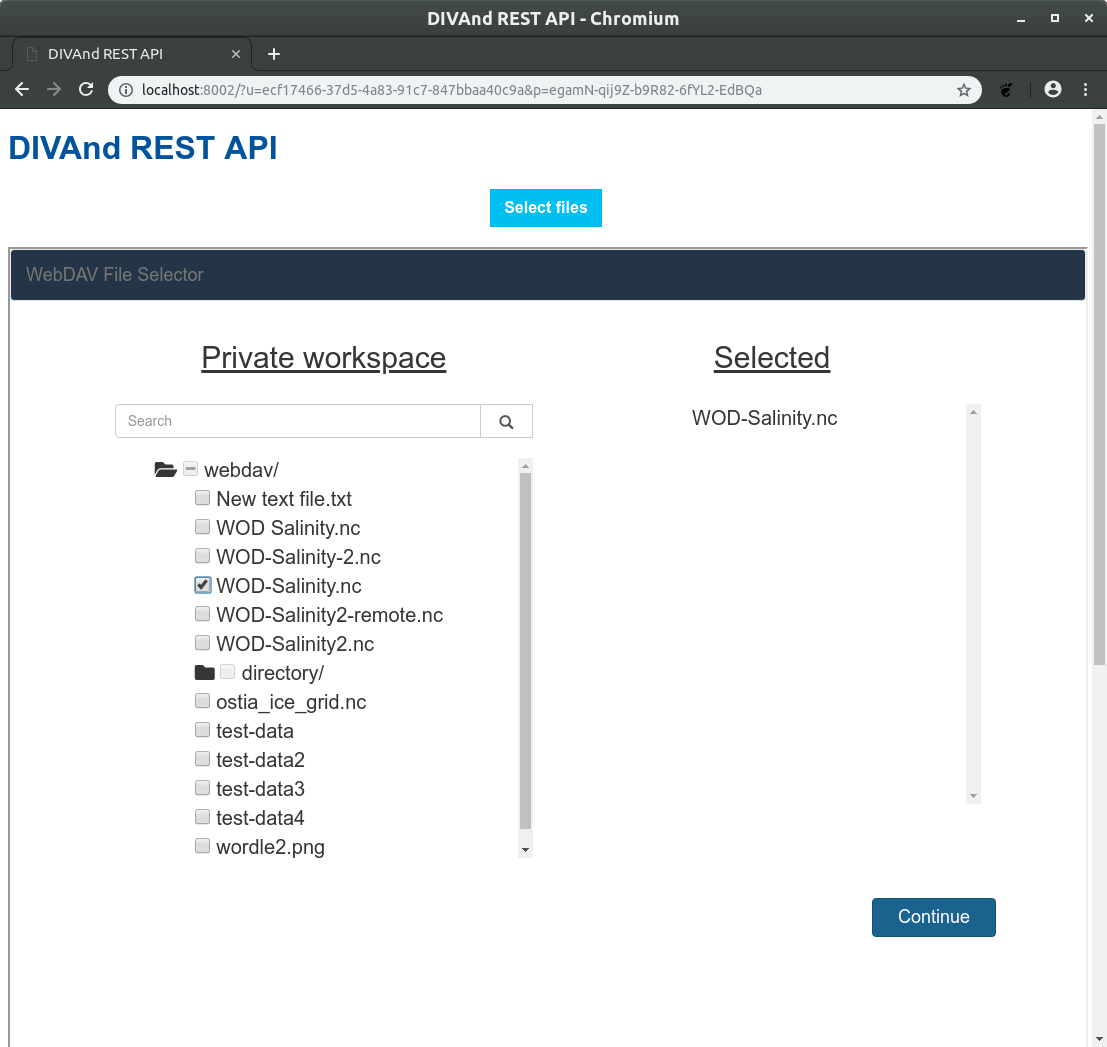 DIVAnd REST API - Chromium
DIVAnd REST API
localhost:8002/?u=ecf17466-37d5-4a83-91c7-847bbaa40c9a&p=egamN-qij9Z-b9R82-6fYL2-EdBQa
DIVAnd REST API
Select files
WebDAV File Selector
Private workspace
Search
webdav/
New text file.txt
WOD Salinity.nc
WOD-Salinity-2.nc
WOD-Salinity.nc
WOD-Salinity2-remote.nc
WOD-Salinity2.nc
directory/
ostia_ice_grid.nc
test-data
test-data2
test-data3
test-data4
wordle2.png
Selected
WOD-Salinity.nc
Continue